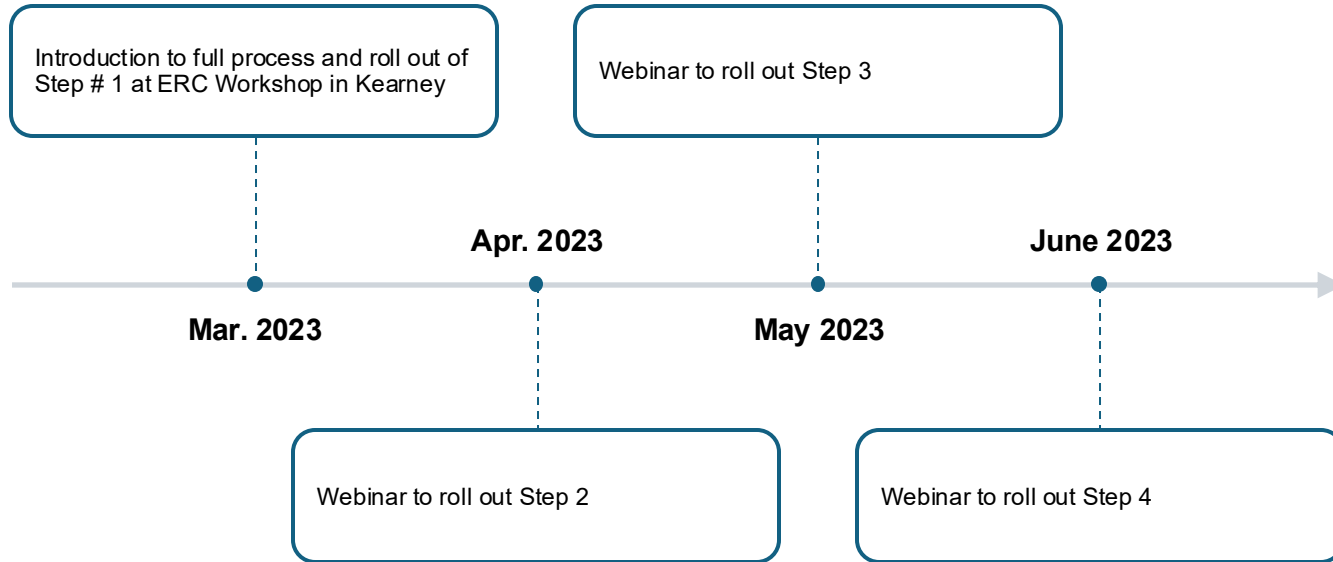 Introduction to full process and roll out of
Step # 1 at ERC Workshop in Kearney
Webinar to roll out Step 3
Apr. 2023
June 2023
Mar. 2023
May 2023
Webinar to roll out Step 2
Webinar to roll out Step 4